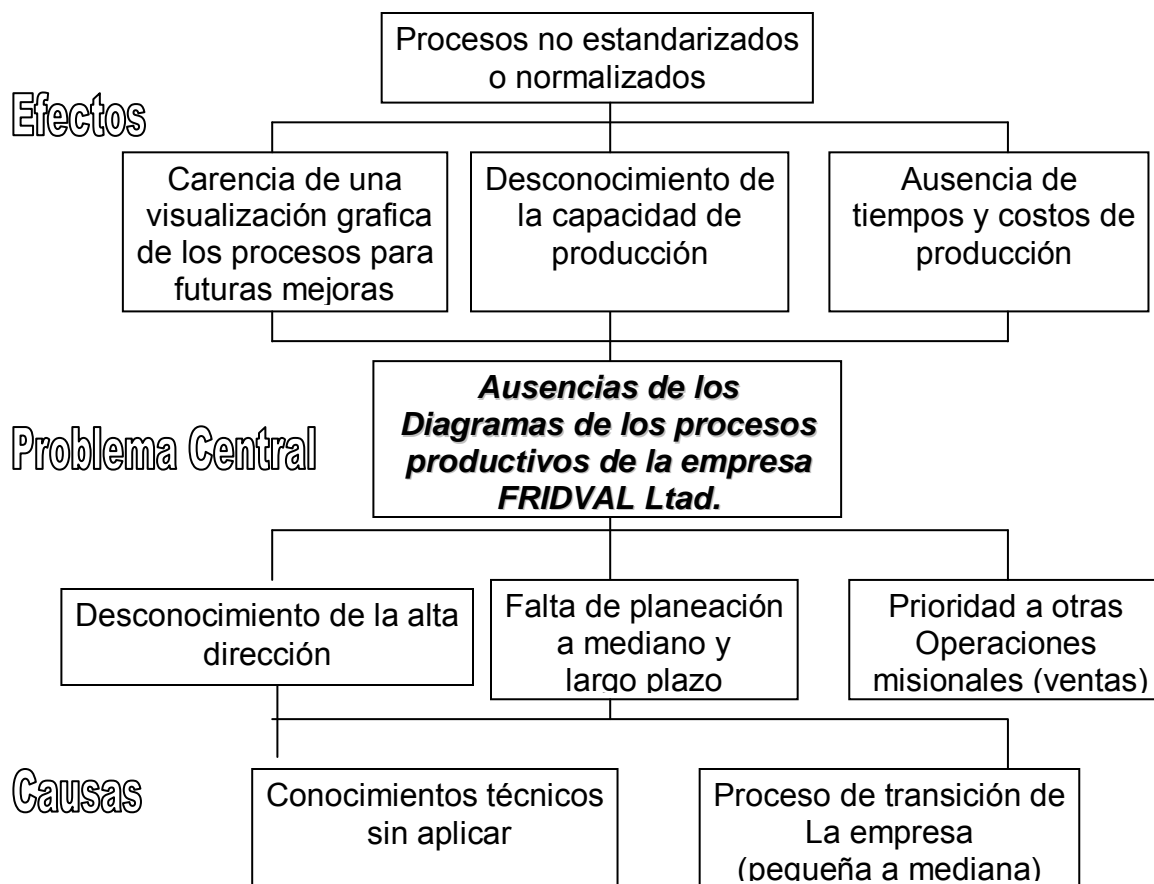 Procesos no estandarizados
o normalizados
Efectos
Carencia de una
visualización grafica
de los procesos para
futuras mejoras
Desconocimiento de
la capacidad de
producción
Ausencia de
tiempos y costos de
producción
Problema Central
Ausencias de los
Diagramas de los procesos
productivos de la empresa
FRIDVAL Ltad.
Desconocimiento de la alta
dirección
Falta de planeación
a mediano y
largo plazo
Prioridad a otras
Operaciones
misionales (ventas)
Causas
Conocimientos técnicos
sin aplicar
Proceso de transición de
La empresa
(pequeña a mediana)